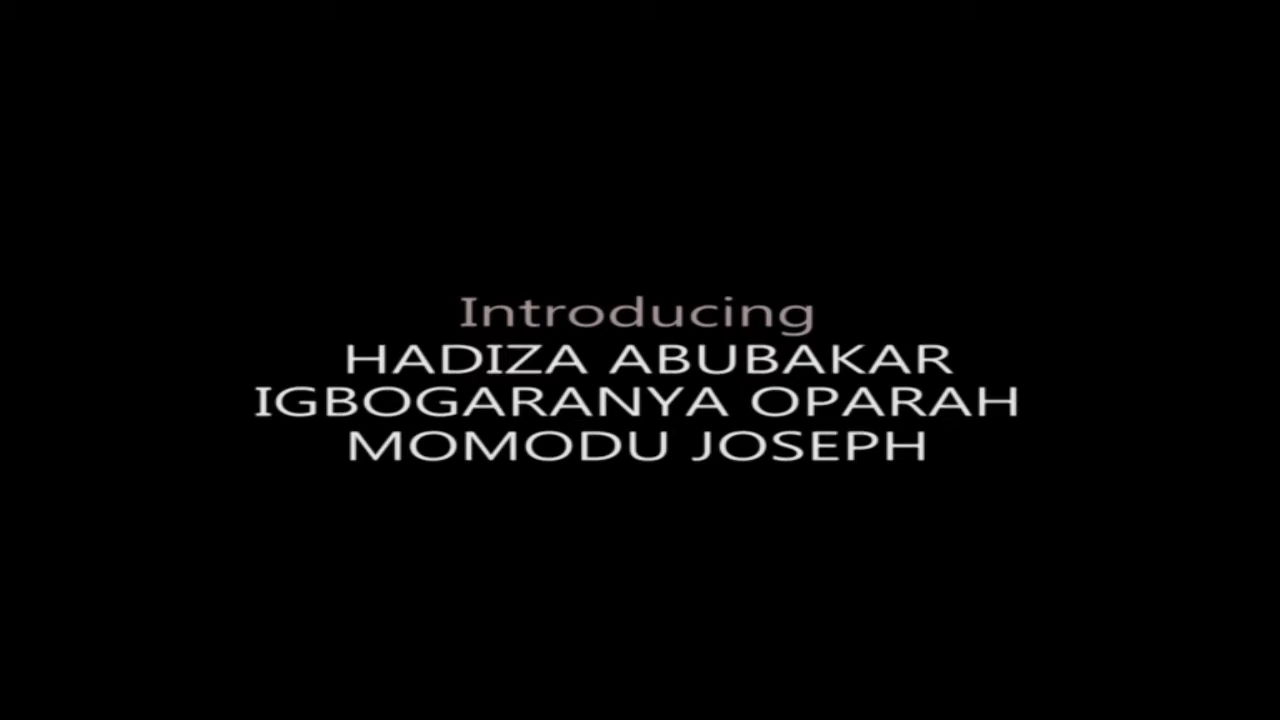 Introducing
HADIZA ABUBAKAR
IGBOGARANYA OPARAH
MOMODU JOSEPH